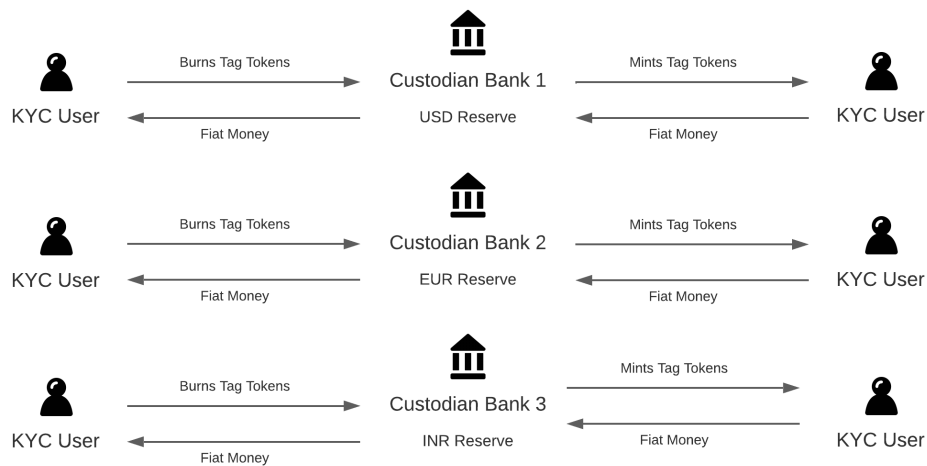 Burns Tag Tokens
Mints Tag Tokens
Custodian Bank 1
KYC User
USD Reserve
KYC User
Fiat Money
Fiat Money
Burns Tag Tokens
Mints Tag Tokens
Custodian Bank 2
KYC User
EUR Reserve
KYC User
Fiat Money
Fiat Money
Burns Tag Tokens
Mints Tag Tokens
Custodian Bank 3
KYC User
INR Reserve
KYC User
Fiat Money
Fiat Money